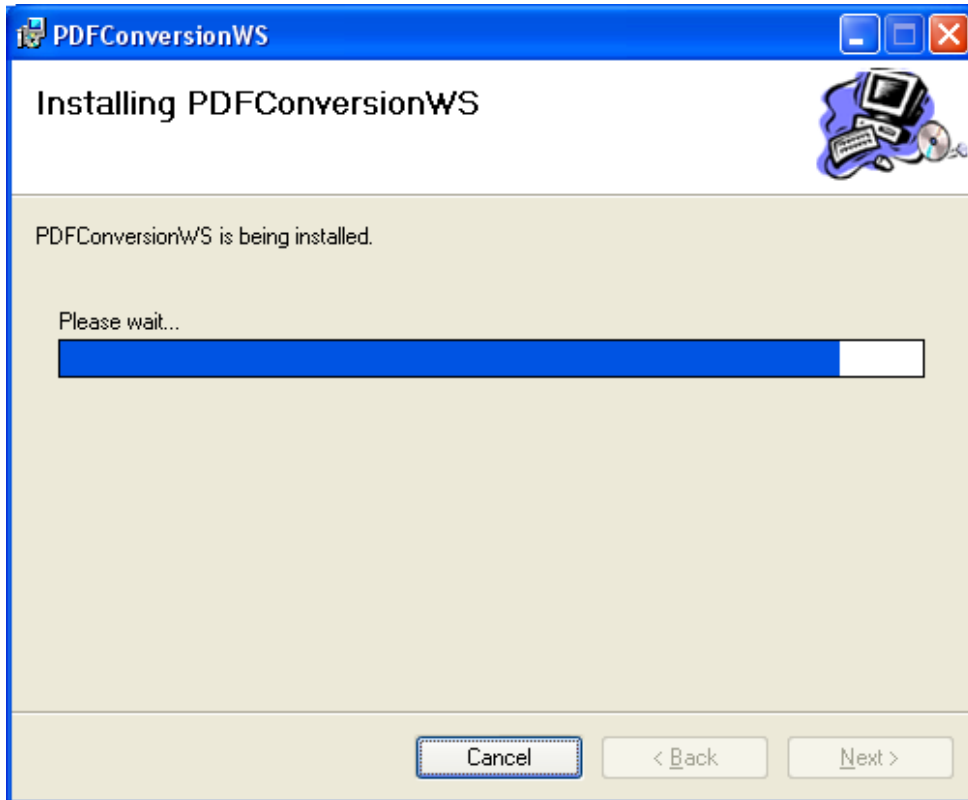 PDFConversionWS
Installing PDFConversionWS
PDFConversionWS is being installed.
Please wait...
Cancel
< Back
Next >